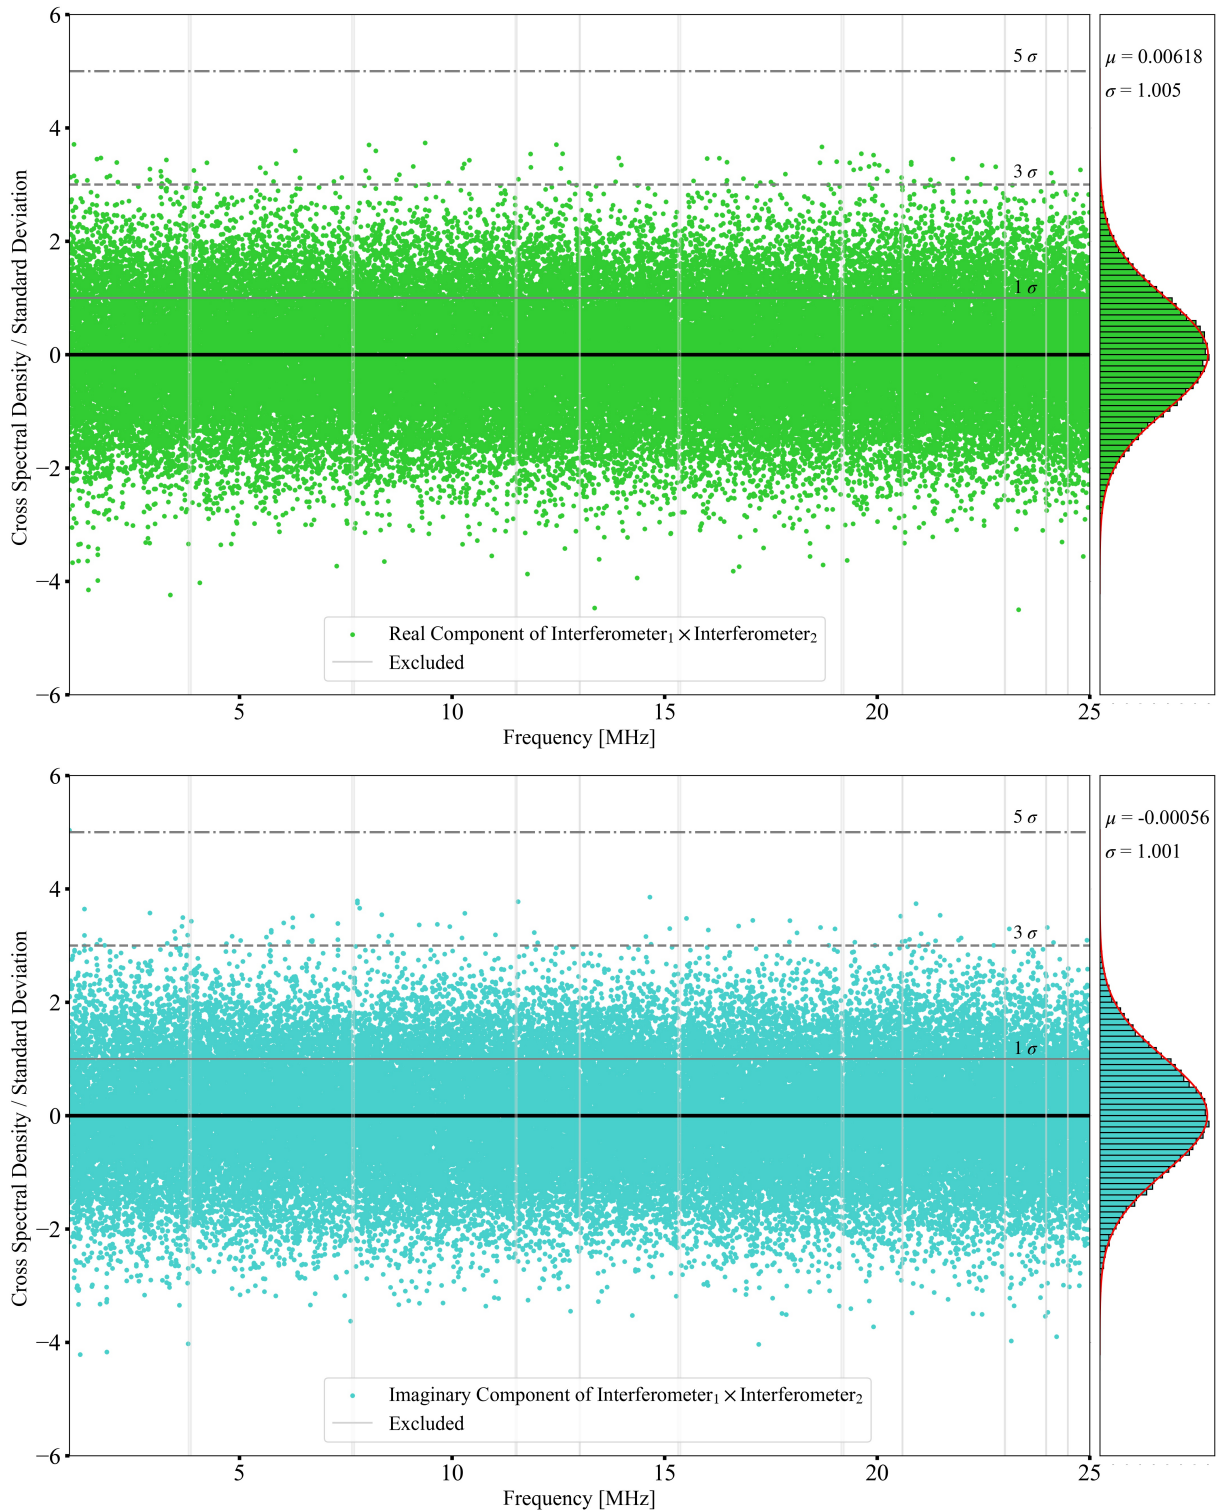 6
5 σ
μ = 0.00618
σ = 1.005
4
3 σ
2
1 σ
0
−2
−4
−6
Cross Spectral Density / Standard Deviation
Real Component of Interferometer₁ × Interferometer₂
Excluded
5 10 15 20 25
Frequency [MHz]
6
5 σ
μ = -0.00056
σ = 1.001
4
3 σ
2
1 σ
0
−2
−4
−6
Cross Spectral Density / Standard Deviation
Imaginary Component of Interferometer₁ × Interferometer₂
Excluded
5 10 15 20 25
Frequency [MHz]